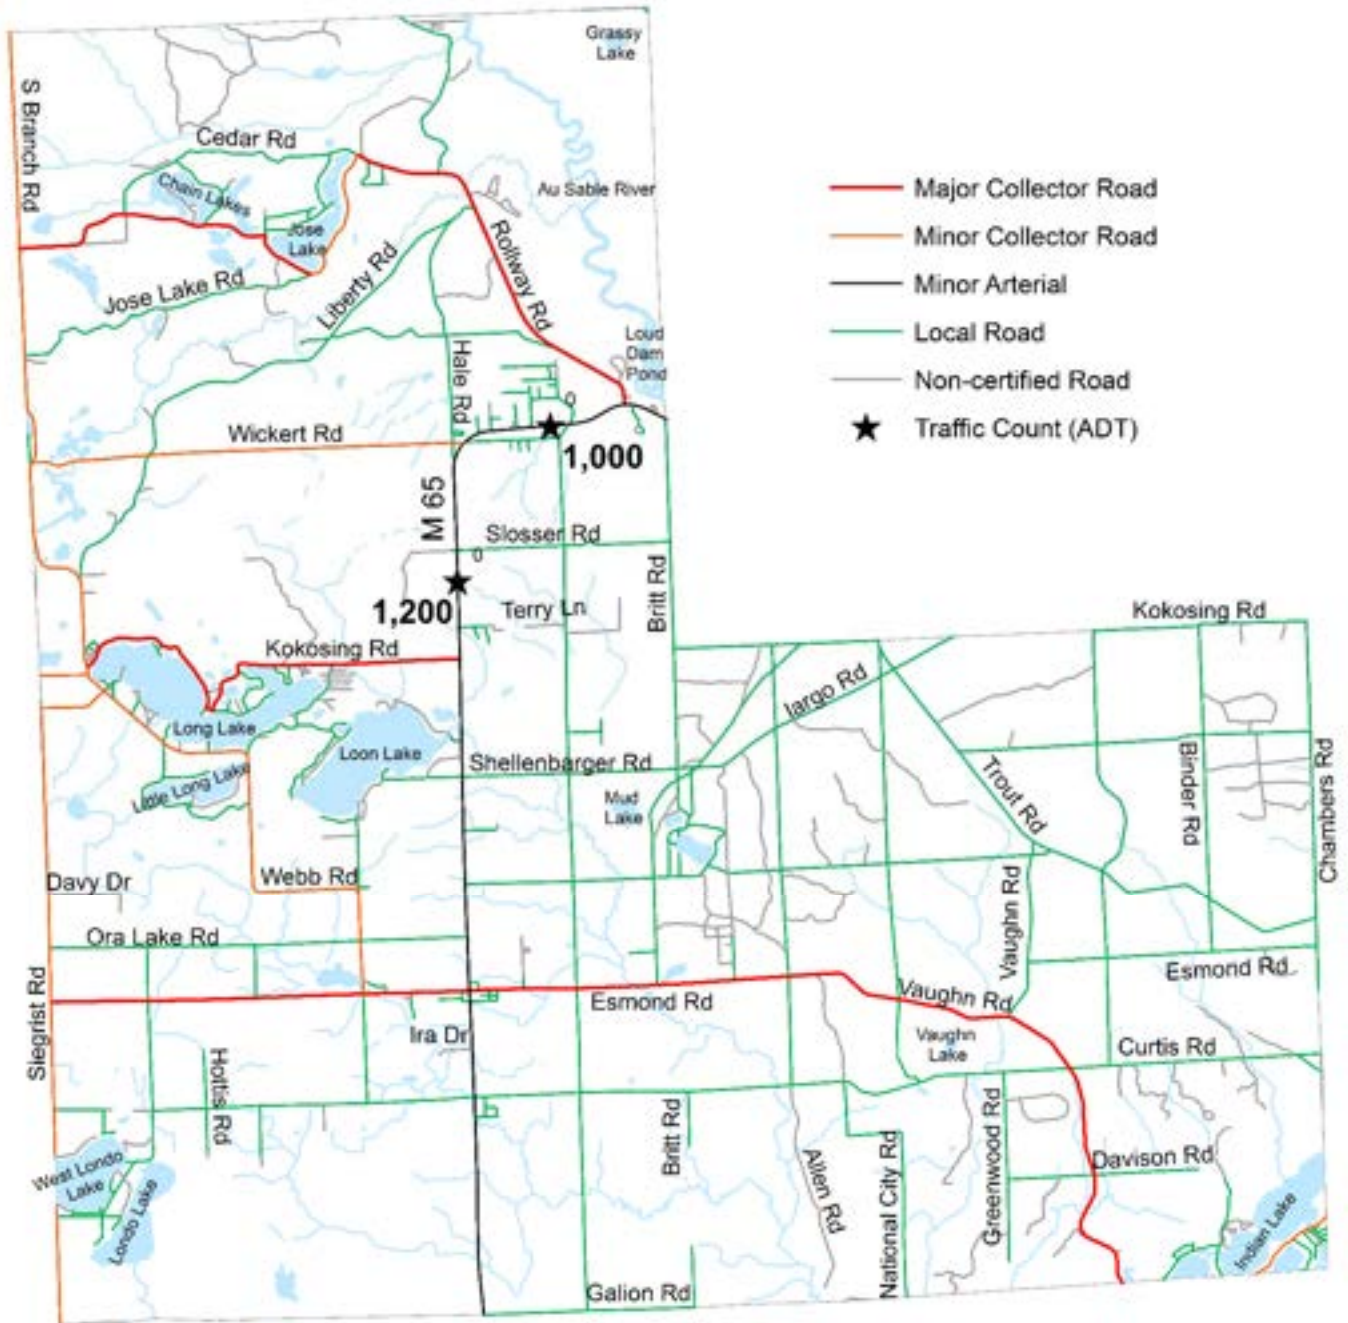 Grassy
Lake
S Branch Rd
Cedar Rd
Chain Lakes
Au Sable River
Major Collector Road
Jose
Lake
Rollway Rd
Minor Collector Road
Liberty Rd
Jose Lake Rd
Minor Arterial
Loud
Dam
Pond
Local Road
Hale Rd
Non-certified Road
0
Wickert Rd
Traffic Count (ADT)
1,000
M 65
Slosser Rd
0
Britt Rd
1,200
Terry Ln
Kokosing Rd
Kokosing Rd
Iargo Rd
Long Lake
Loon Lake
Shellenbarger Rd
Little Long Lake
Mud
Lake
Trout Rd
Binder Rd
Chambers Rd
Davy Dr
Webb Rd
Vaughn Rd
Ora Lake Rd
Esmond Rd
Siegrist Rd
Esmond Rd
Vaughn Rd
Ira Dr
Vaughn
Lake
Curtis Rd
Hottis Rd
Britt Rd
Greenwood Rd
West Londo
Lake
Londo Lake
Allen Rd
National City Rd
Davison Rd
Indian Lake
Galion Rd